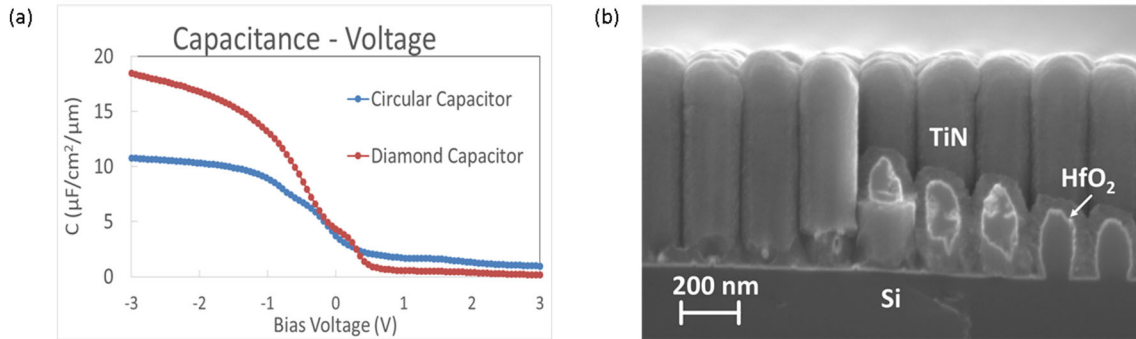 (a)
Capacitance - Voltage
C (µF/cm²/µm)
20
15
10
5
0
-3
-2
-1
0
1
2
3
Bias Voltage (V)
Circular Capacitor
Diamond Capacitor
(b)
TiN
HfO₂
200 nm
Si